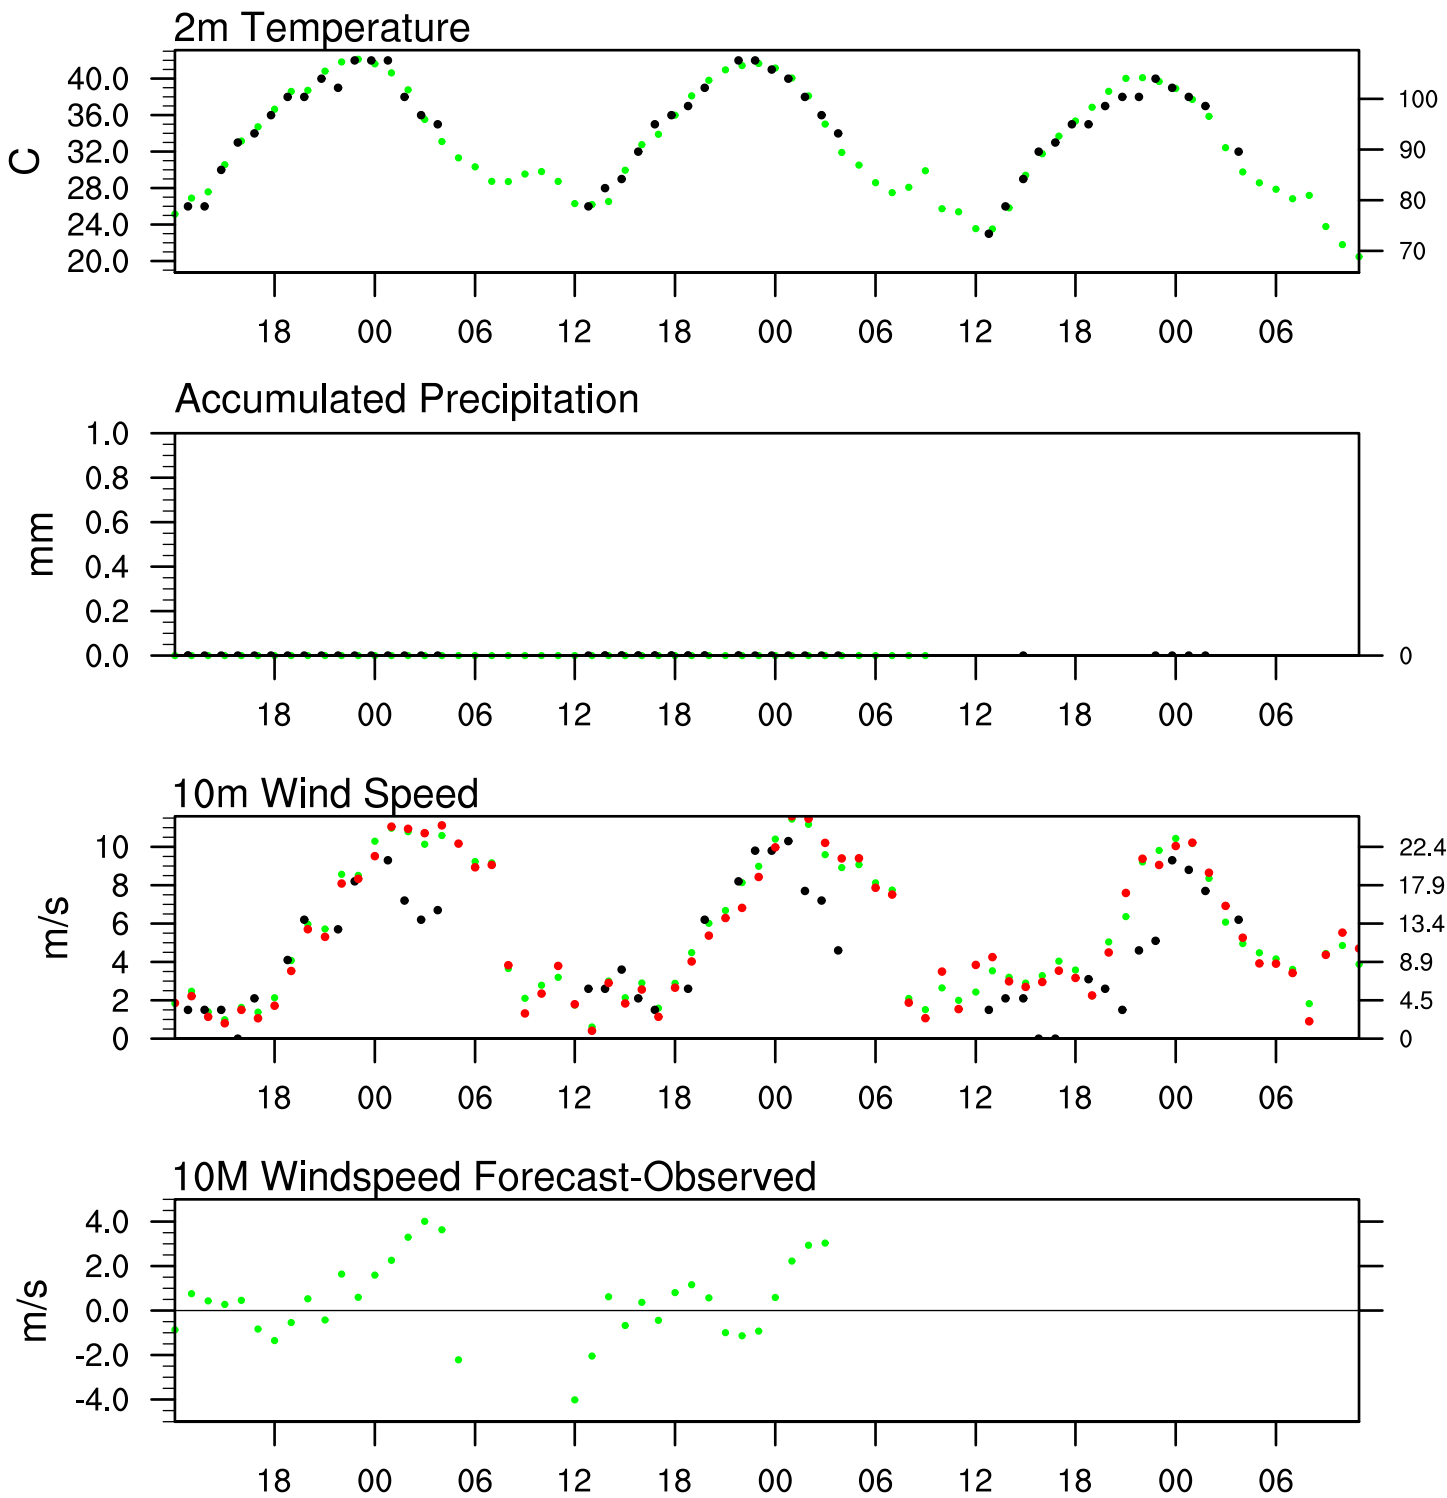 2m Temperature
C
40.0
36.0
32.0
28.0
24.0
20.0
100
90
80
70
18 00 06 12 18 00 06 12 18 00 06
Accumulated Precipitation
mm
1.0
0.8
0.6
0.4
0.2
0.0
0
18 00 06 12 18 00 06 12 18 00 06
10m Wind Speed
m/s
10
8
6
4
2
0
22.4
17.9
13.4
8.9
4.5
0
18 00 06 12 18 00 06 12 18 00 06
10M Windspeed Forecast-Observed
m/s
4.0
2.0
0.0
-2.0
-4.0
18 00 06 12 18 00 06 12 18 00 06